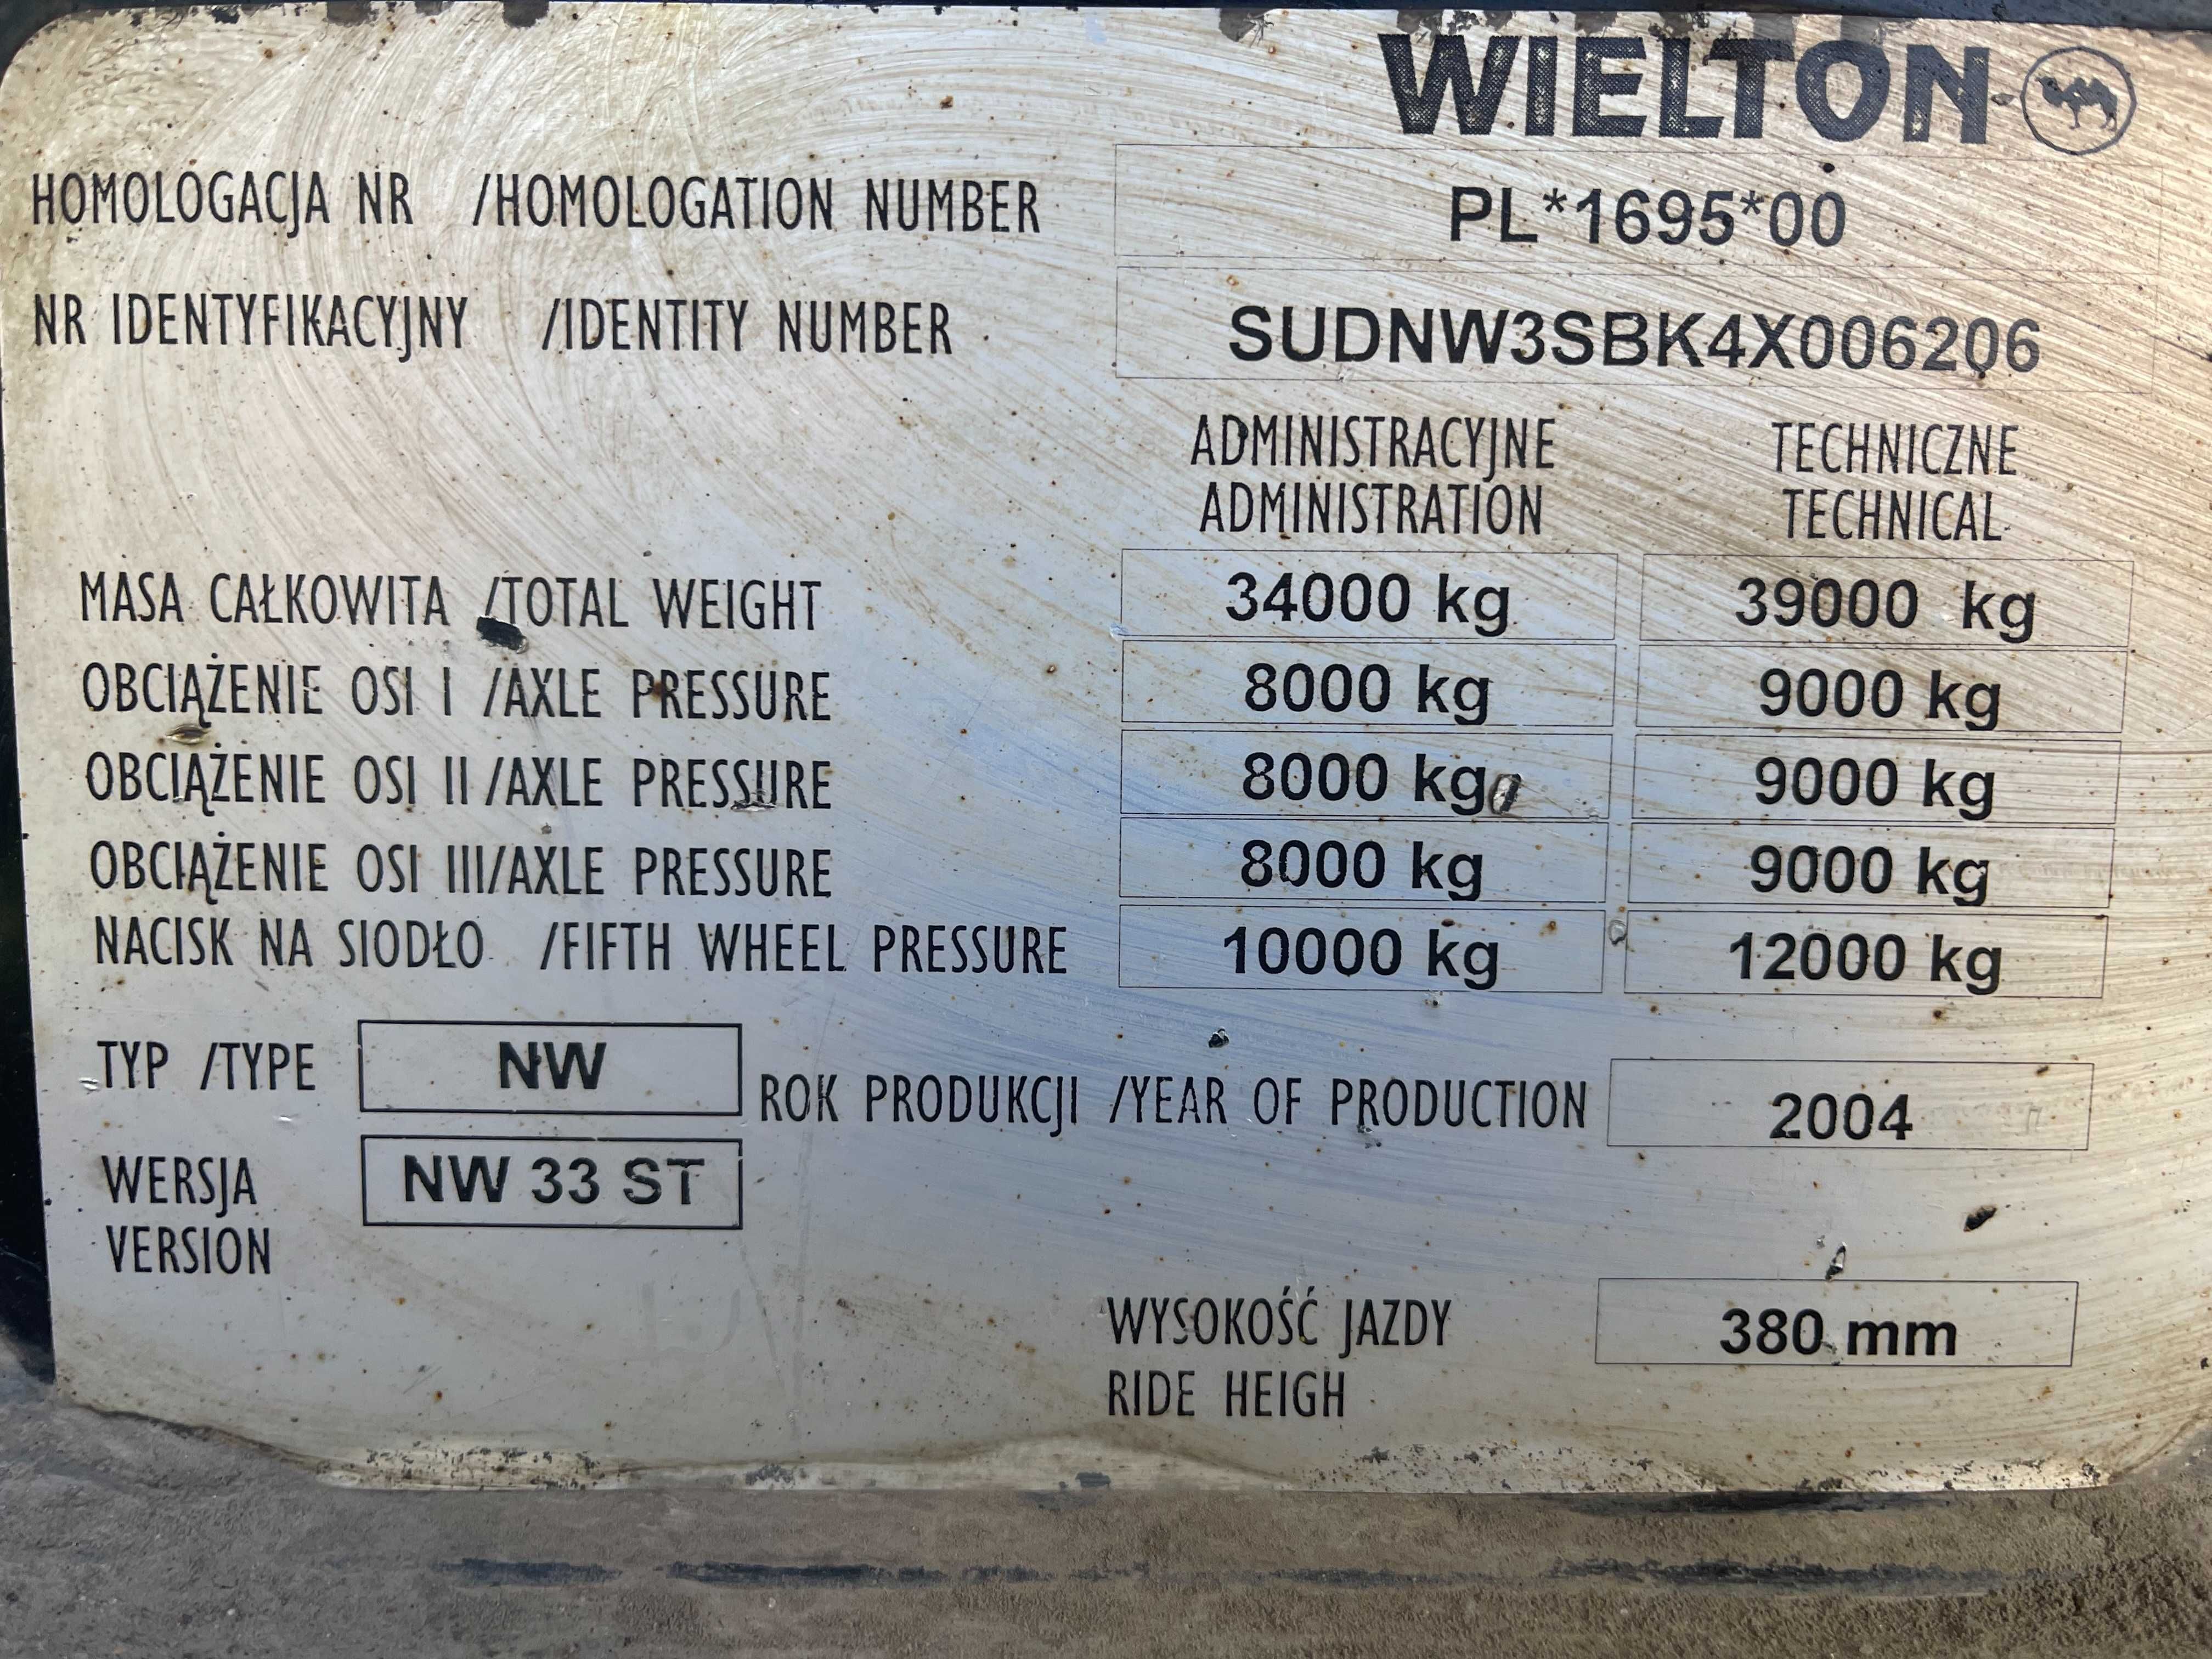 WIELTON
HOMOLOGACJA NR /HOMOLOGATION NUMBER PL*1695*00
NR IDENTYFIKACYJNY /IDENTITY NUMBER SUDNW3SBK4X006206
ADMINISTRACYJNE TECHNICZNE
ADMINISTRATION TECHNICAL
MASA CAŁKOWITA /TOTAL WEIGHT 34000 kg 39000 kg
OBCIĄŻENIE OSI I /AXLE PRESSURE 8000 kg 9000 kg
OBCIĄŻENIE OSI II /AXLE PRESSURE 8000 kg 9000 kg
OBCIĄŻENIE OSI III/AXLE PRESSURE 8000 kg 9000 kg
NACISK NA SIODŁO /FIFTH WHEEL PRESSURE 10000 kg 12000 kg
TYP /TYPE NW ROK PRODUKCJI /YEAR OF PRODUCTION 2004
WERSJA NW 33 ST
VERSION
WYSOKOŚĆ JAZDY 380 mm
RIDE HEIGH